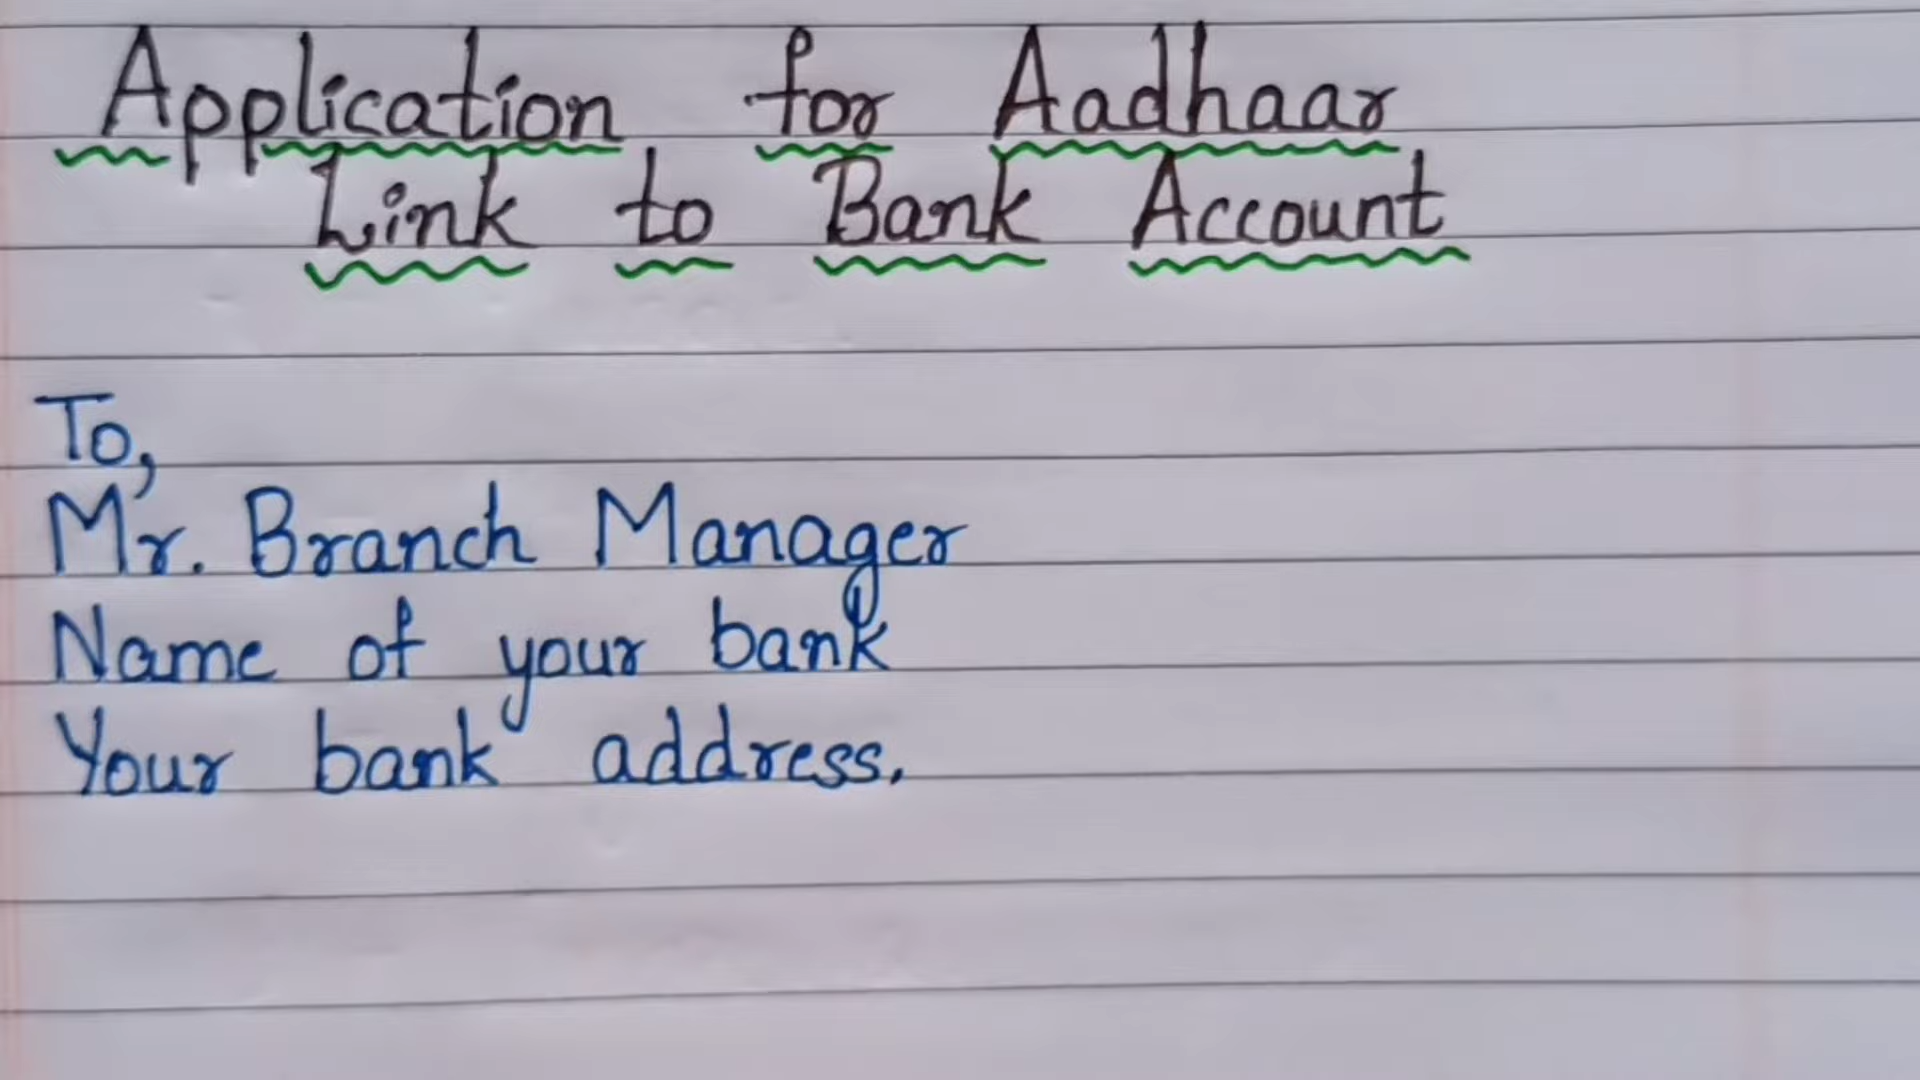 Application for Aadhaar
Link to Bank Account
To,
Mr. Branch Manager
Name of your bank
Your bank address.